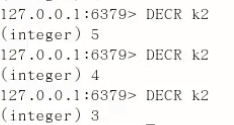 127.0.0.1:6379> DECR k2
(integer) 5
127.0.0.1:6379> DECR k2
(integer) 4
127.0.0.1:6379> DECR k2
(integer) 3